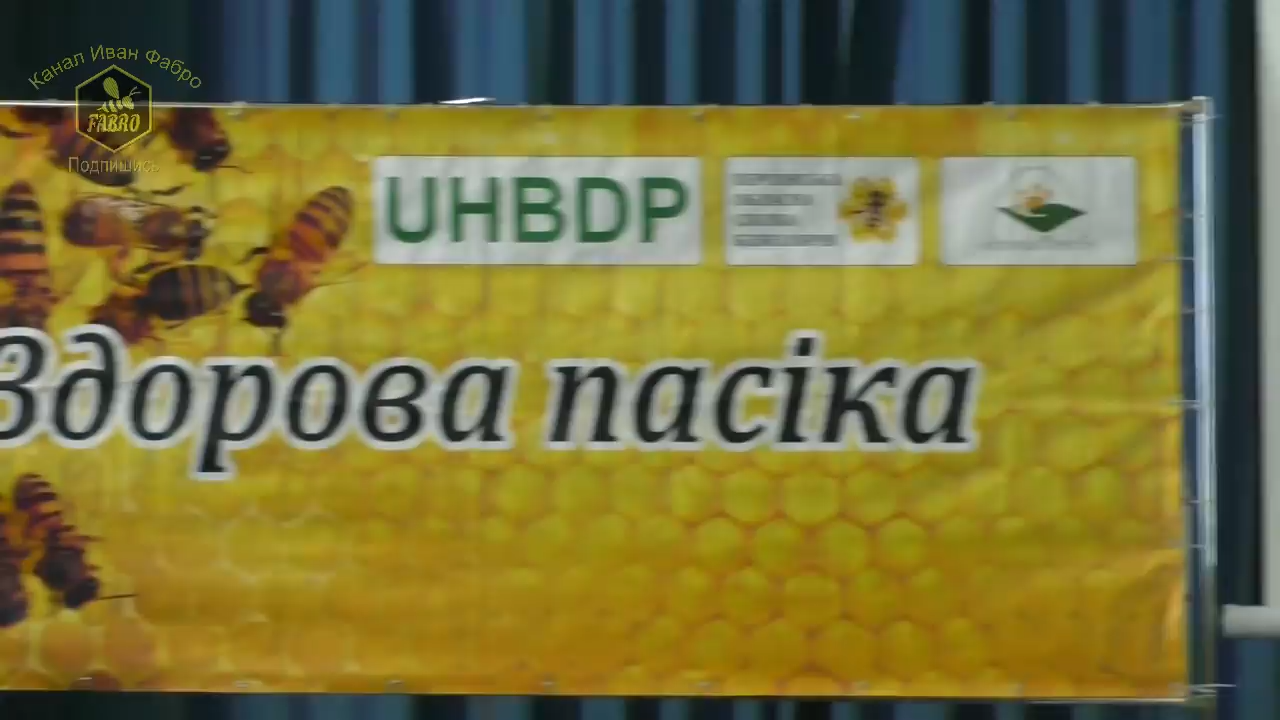 Канал Иван Фабро
FABRO
Подпишись
UHBDP
Здорова пасіка